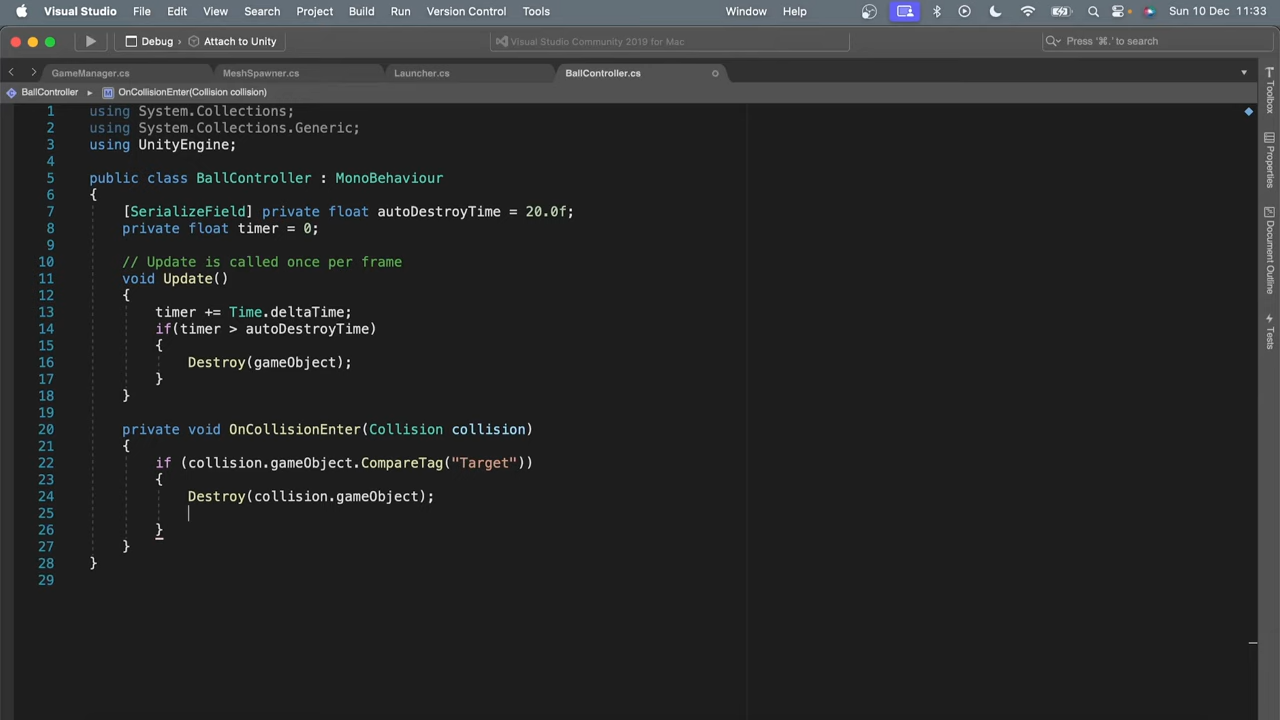 Visual Studio File Edit View Search Project Build Run Version Control Tools Window Help Sun 10 Dec 11:33
Debug › Attach to Unity Visual Studio Community 2019 for Mac Press '⌘.' to search
GameManager.cs MeshSpawner.cs Launcher.cs BallController.cs
BallController ▸ M OnCollisionEnter(Collision collision)
1 using System.Collections;
2 using System.Collections.Generic;
3 using UnityEngine;
4
5 public class BallController : MonoBehaviour
6 {
7 [SerializeField] private float autoDestroyTime = 20.0f;
8 private float timer = 0;
9
10 // Update is called once per frame
11 void Update()
12 {
13 timer += Time.deltaTime;
14 if(timer > autoDestroyTime)
15 {
16 Destroy(gameObject);
17 }
18 }
19
20 private void OnCollisionEnter(Collision collision)
21 {
22 if (collision.gameObject.CompareTag("Target"))
23 {
24 Destroy(collision.gameObject);
25
26 }
27 }
28 }
29
Toolbox
Properties
Document Outline
Tests